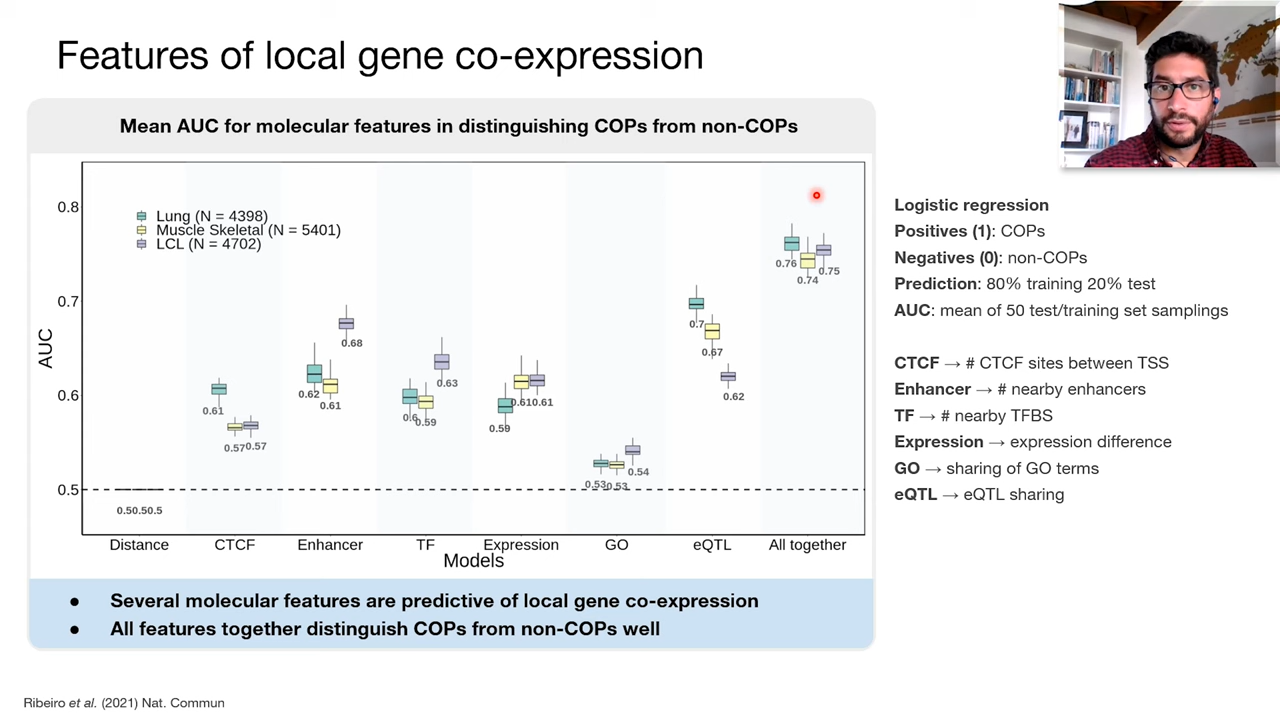 Features of local gene co-expression
Mean AUC for molecular features in distinguishing COPs from non-COPs
AUC
0.8
0.7
0.6
0.5
Lung (N = 4398)
Muscle Skeletal (N = 5401)
LCL (N = 4702)
0.50.50.5
0.61
0.57 0.57
0.62 0.61 0.68
0.6 0.59 0.63
0.59 0.61 0.61
0.53 0.53 0.54
0.7 0.67 0.62
0.76 0.74 0.75
Distance CTCF Enhancer TF Expression GO eQTL All together
Models
● Several molecular features are predictive of local gene co-expression
● All features together distinguish COPs from non-COPs well
Logistic regression
Positives (1): COPs
Negatives (0): non-COPs
Prediction: 80% training 20% test
AUC: mean of 50 test/training set samplings
CTCF → # CTCF sites between TSS
Enhancer → # nearby enhancers
TF → # nearby TFBS
Expression → expression difference
GO → sharing of GO terms
eQTL → eQTL sharing
Ribeiro et al. (2021) Nat. Commun